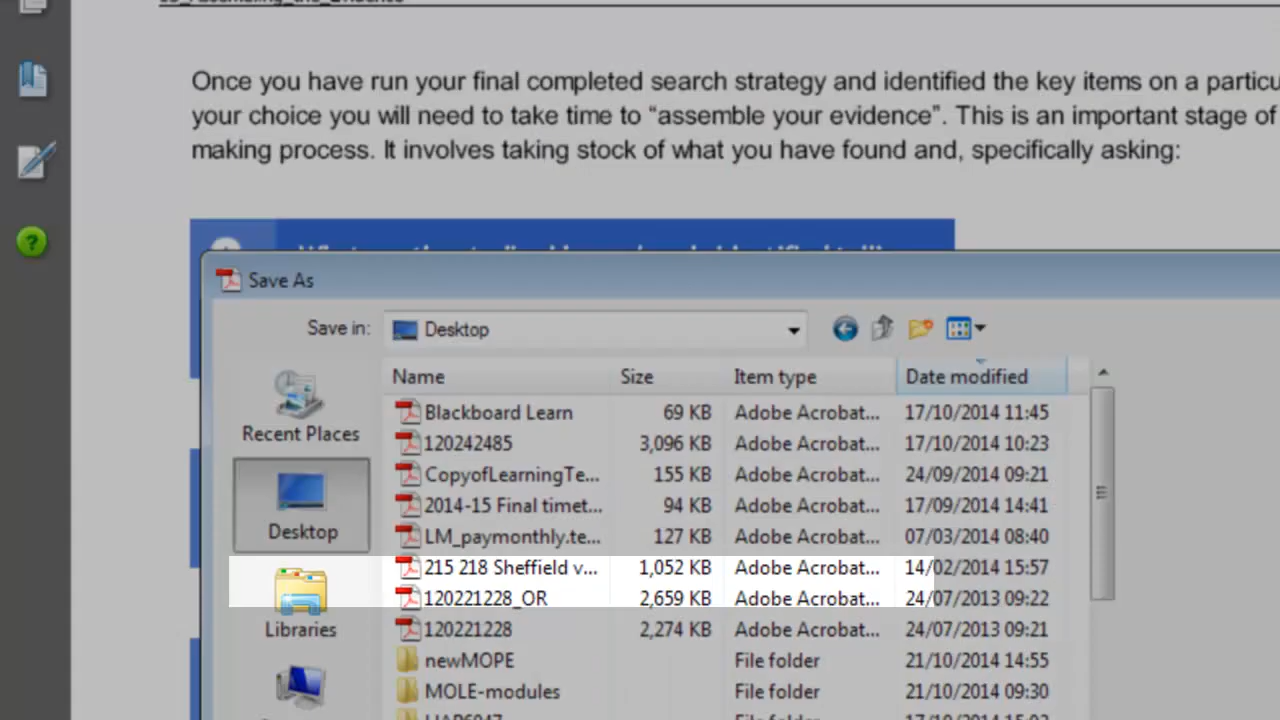 Once you have run your final completed search strategy and identified the key items on a
your choice you will need to take time to “assemble your evidence”. This is an important stage of
making process. It involves taking stock of what you have found and, specifically asking:
Save As
Save in: Desktop
Name Size Item type Date modified
Blackboard Learn 69 KB Adobe Acrobat... 17/10/2014 11:45
120242485 3,096 KB Adobe Acrobat... 17/10/2014 10:23
CopyofLearningTe... 155 KB Adobe Acrobat... 24/09/2014 09:21
2014-15 Final timet... 94 KB Adobe Acrobat... 17/09/2014 14:41
LM_paymonthly.te... 127 KB Adobe Acrobat... 07/03/2014 08:40
215 218 Sheffield v... 1,052 KB Adobe Acrobat... 14/02/2014 15:57
120221228_OR 2,659 KB Adobe Acrobat... 24/07/2013 09:22
120221228 2,274 KB Adobe Acrobat... 24/07/2013 09:21
newMOPE File folder 21/10/2014 14:55
MOLE-modules File folder 21/10/2014 09:30
Recent Places
Desktop
Libraries